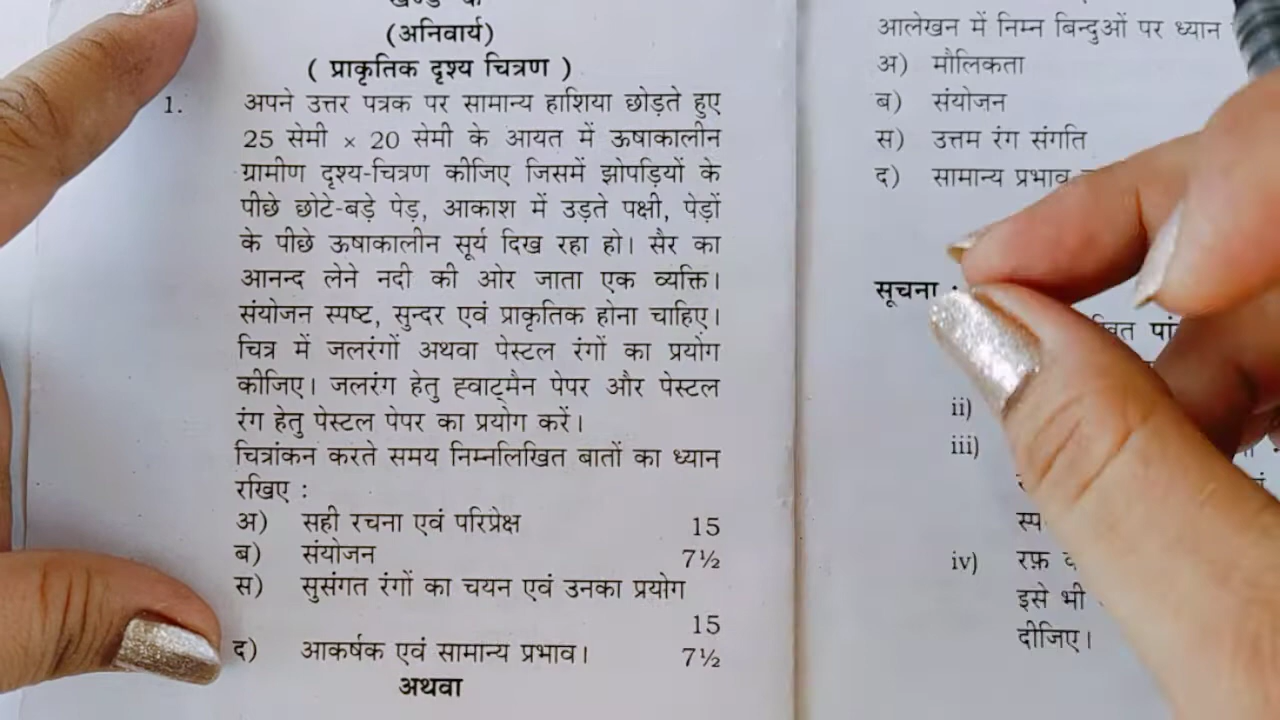 (अनिवार्य)
( प्राकृतिक दृश्य चित्रण )
1. अपने उत्तर पत्रक पर सामान्य हाशिया छोड़ते हुए
25 सेमी × 20 सेमी के आयत में ऊषाकालीन
ग्रामीण दृश्य-चित्रण कीजिए जिसमें झोपड़ियों के
पीछे छोटे-बड़े पेड़, आकाश में उड़ते पक्षी, पेड़ों
के पीछे ऊषाकालीन सूर्य दिख रहा हो। सैर का
आनन्द लेने नदी की ओर जाता एक व्यक्ति।
संयोजन स्पष्ट, सुन्दर एवं प्राकृतिक होना चाहिए।
चित्र में जलरंगों अथवा पेस्टल रंगों का प्रयोग
कीजिए। जलरंग हेतु ह्वाट्मैन पेपर और पेस्टल
रंग हेतु पेस्टल पेपर का प्रयोग करें।
चित्रांकन करते समय निम्नलिखित बातों का ध्यान
रखिए :
अ) सही रचना एवं परिप्रेक्ष 15
ब) संयोजन 7½
स) सुसंगत रंगों का चयन एवं उनका प्रयोग
15
द) आकर्षक एवं सामान्य प्रभाव। 7½
अथवा
आलेखन में निम्न बिन्दुओं पर ध्यान
अ) मौलिकता
ब) संयोजन
स) उत्तम रंग संगति
द) सामान्य प्रभाव
सूचना :
पां
ii)
iii)
iv) रफ़
इसे भी
दीजिए।